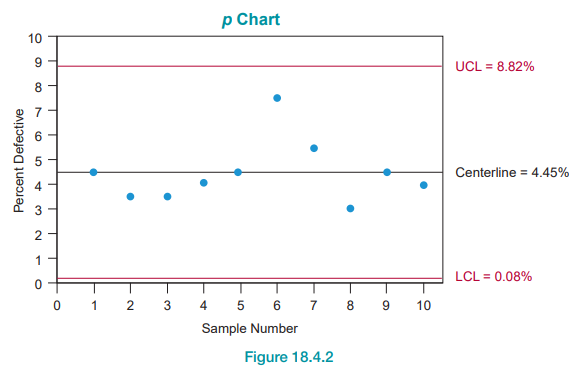 p Chart
10
9
8
7
6
5
4
3
2
1
0
Percent Defective
UCL = 8.82%
Centerline = 4.45%
LCL = 0.08%
0 1 2 3 4 5 6 7 8 9 10
Sample Number
Figure 18.4.2